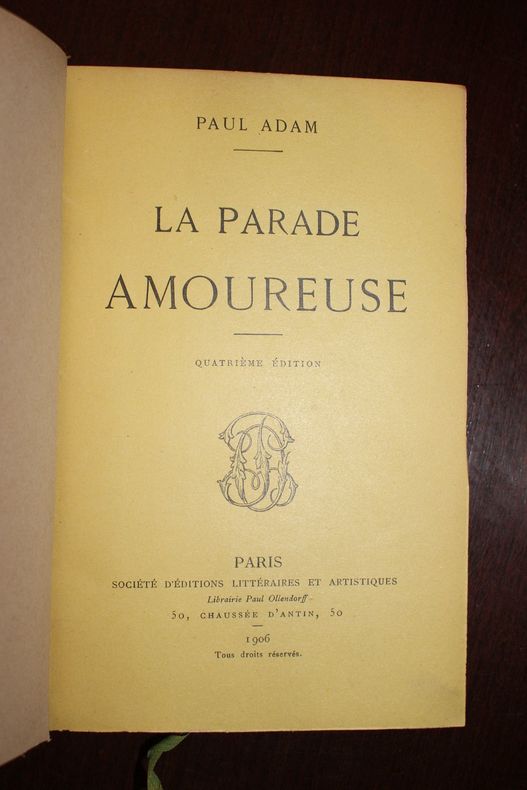 PAUL ADAM
LA PARADE
AMOUREUSE
QUATRIÈME ÉDITION
PARIS
SOCIÉTÉ D'ÉDITIONS LITTÉRAIRES ET ARTISTIQUES
Librairie Paul Ollendorff
50, CHAUSSÉE D'ANTIN, 50
1906
Tous droits réservés.